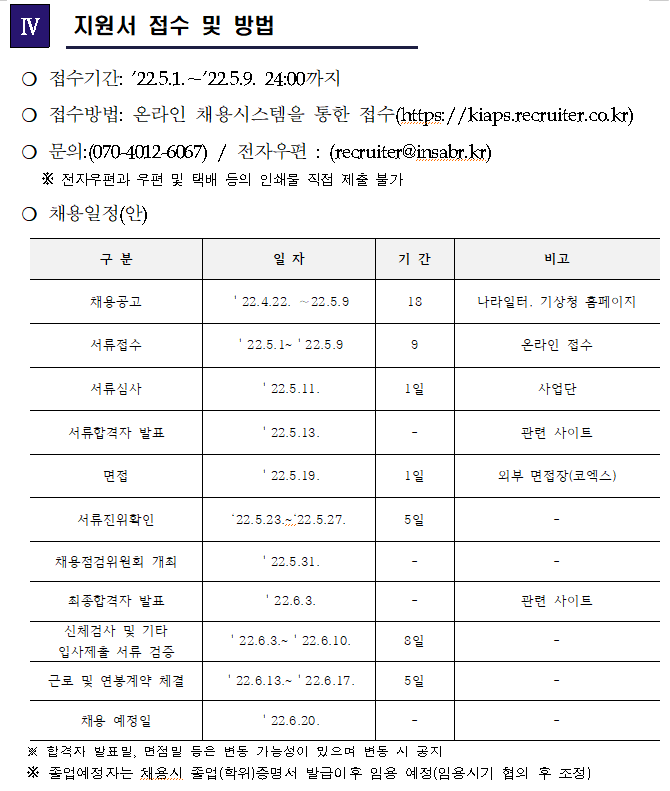 Ⅳ 지원서 접수 및 방법
❍ 접수기간: '22.5.1.~'22.5.9. 24:00까지
❍ 접수방법: 온라인 채용시스템을 통한 접수(https://kiaps.recruiter.co.kr)
❍ 문의:(070-4012-6067) / 전자우편 : (recruiter@insabr.kr)
※ 전자우편과 우편 및 택배 등의 인쇄물 직접 제출 불가
❍ 채용일정(안)
구 분 일 자 기 간 비고
채용공고 '22.4.22. ~22.5.9 18 나라일터, 기상청 홈페이지
서류접수 '22.5.1~'22.5.9 9 온라인 접수
서류심사 '22.5.11. 1일 사업단
서류합격자 발표 '22.5.13. - 관련 사이트
면접 '22.5.19. 1일 외부 면접장(코엑스)
서류진위확인 '22.5.23.~'22.5.27. 5일 -
채용점검위원회 개최 '22.5.31. - -
최종합격자 발표 '22.6.3. - 관련 사이트
신체검사 및 기타
입사제출 서류 검증 '22.6.3.~'22.6.10. 8일 -
근로 및 연봉계약 체결 '22.6.13.~'22.6.17. 5일 -
채용 예정일 '22.6.20. - -
※ 합격자 발표일, 면접일 등은 변동 가능성이 있으며 변동 시 공지
※ 졸업예정자는 채용시 졸업(학위)증명서 발급이후 임용 예정(임용시기 협의 후 조정)